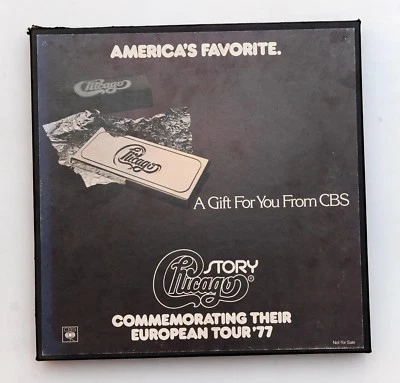 AMERICA'S FAVORITE.
Chicago
Chicago
A Gift For You From CBS
STORY
Chicago®
COMMEMORATING THEIR
EUROPEAN TOUR '77
CBS
Not For Sale